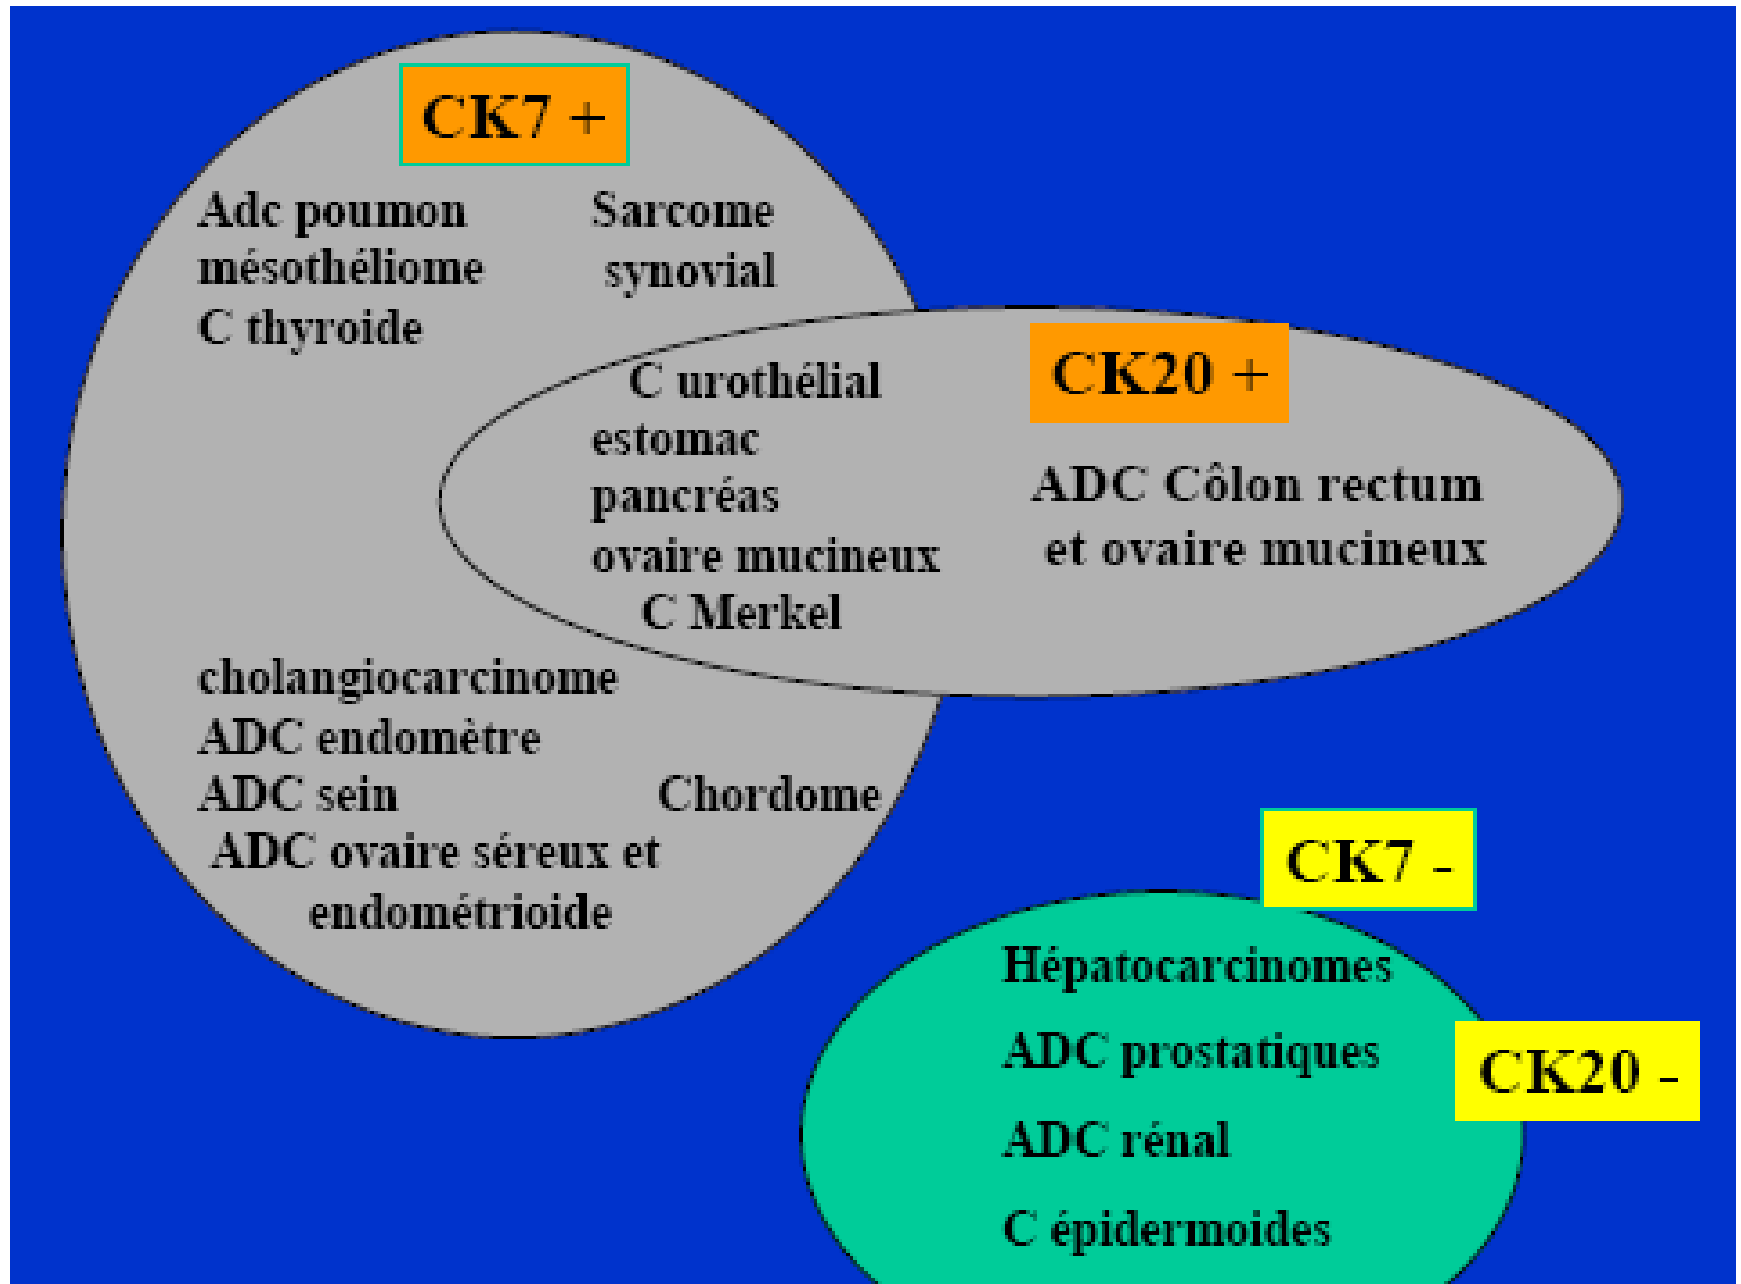 CK7 +
Adc poumon
mésothéliome
C thyroide
Sarcome
synovial
C urothélial
estomac
pancréas
ovaire mucineux
C Merkel
CK20 +
ADC Côlon rectum
et ovaire mucineux
cholangiocarcinome
ADC endomètre
ADC sein
Chordome
ADC ovaire séreux et
endométrioide
CK7 -
Hépatocarcinomes
ADC prostatiques
CK20 -
ADC rénal
C épidermoides